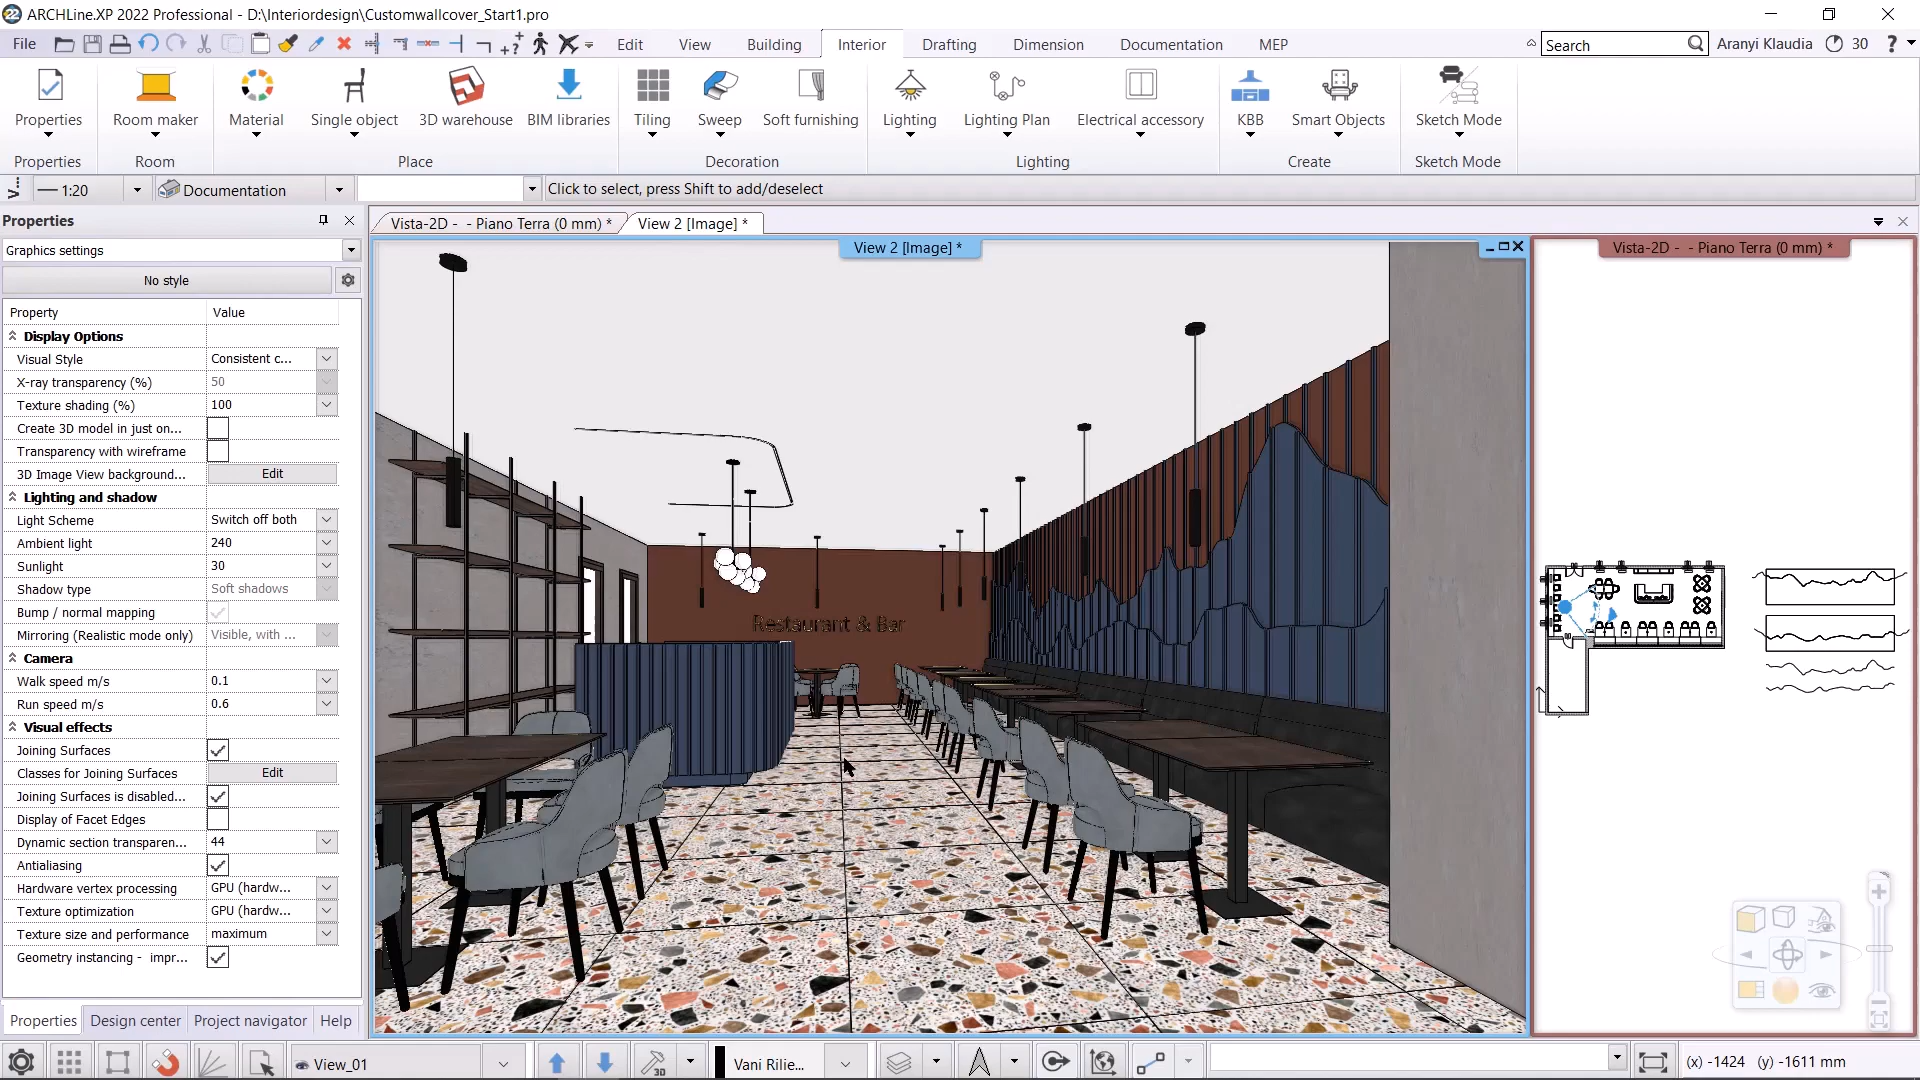 ARCHLine.XP 2022 Professional - D:\Interiordesign\Customwallcover_Start1.pro
File Edit View Building Interior Drafting Dimension Documentation MEP Search Aranyi Klaudia 30 ?
Properties Room maker Material Single object 3D warehouse BIM libraries Tiling Sweep Soft furnishing Lighting Lighting Plan Electrical accessory KBB Smart Objects Sketch Mode
Properties Room Place Decoration Lighting Create Sketch Mode
1:20 Documentation Click to select, press Shift to add/deselect
Properties
Vista-2D - - Piano Terra (0 mm) * View 2 [Image] *
View 2 [Image] * Vista-2D - - Piano Terra (0 mm) *
Graphics settings
No style
Property Value
Display Options
Visual Style Consistent c...
X-ray transparency (%) 50
Texture shading (%) 100
Create 3D model in just on...
Transparency with wireframe
3D Image View background... Edit
Lighting and shadow
Light Scheme Switch off both
Ambient light 240
Sunlight 30
Shadow type Soft shadows
Bump / normal mapping
Mirroring (Realistic mode only) Visible, with ...
Camera
Walk speed m/s 0.1
Run speed m/s 0.6
Visual effects
Joining Surfaces
Classes for Joining Surfaces Edit
Joining Surfaces is disabled...
Display of Facet Edges
Dynamic section transparen... 44
Antialiasing
Hardware vertex processing GPU (hardw...
Texture optimization GPU (hardw...
Texture size and performance maximum
Geometry instancing - impr...
Restaurant & Bar
Properties Design center Project navigator Help
View_01 3D Vani Rilie... (x) -1424 (y) -1611 mm